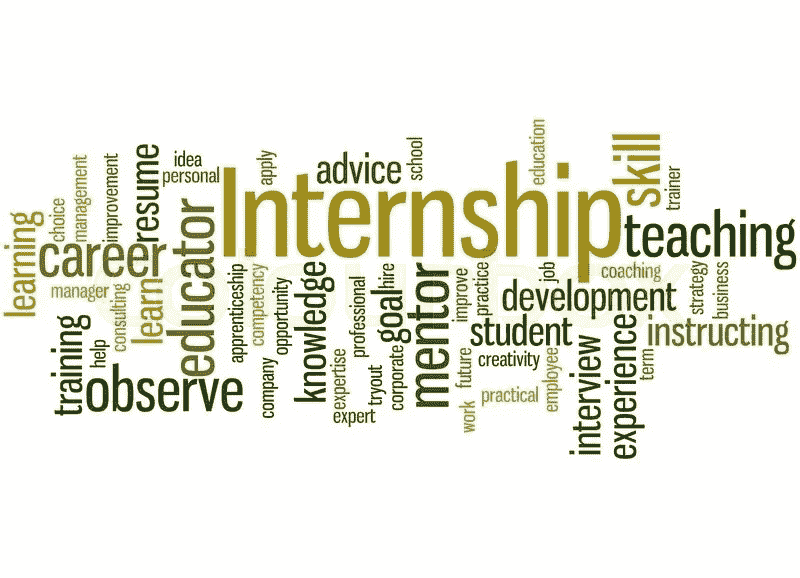 learning
choice
management
improvement
resume
idea
personal
career
manager
consulting
learn
educator
training
help
observe
apply
advice
school
Internship
education
skill
trainer
teaching
apprenticeship
competency
opportunity
knowledge
professional
hire
goal
mentor
improve
practice
job
coaching
strategy
business
development
student
instructing
company
expertise
expert
tryout
corporate
future
work
creativity
practical
employee
interview
experience
term